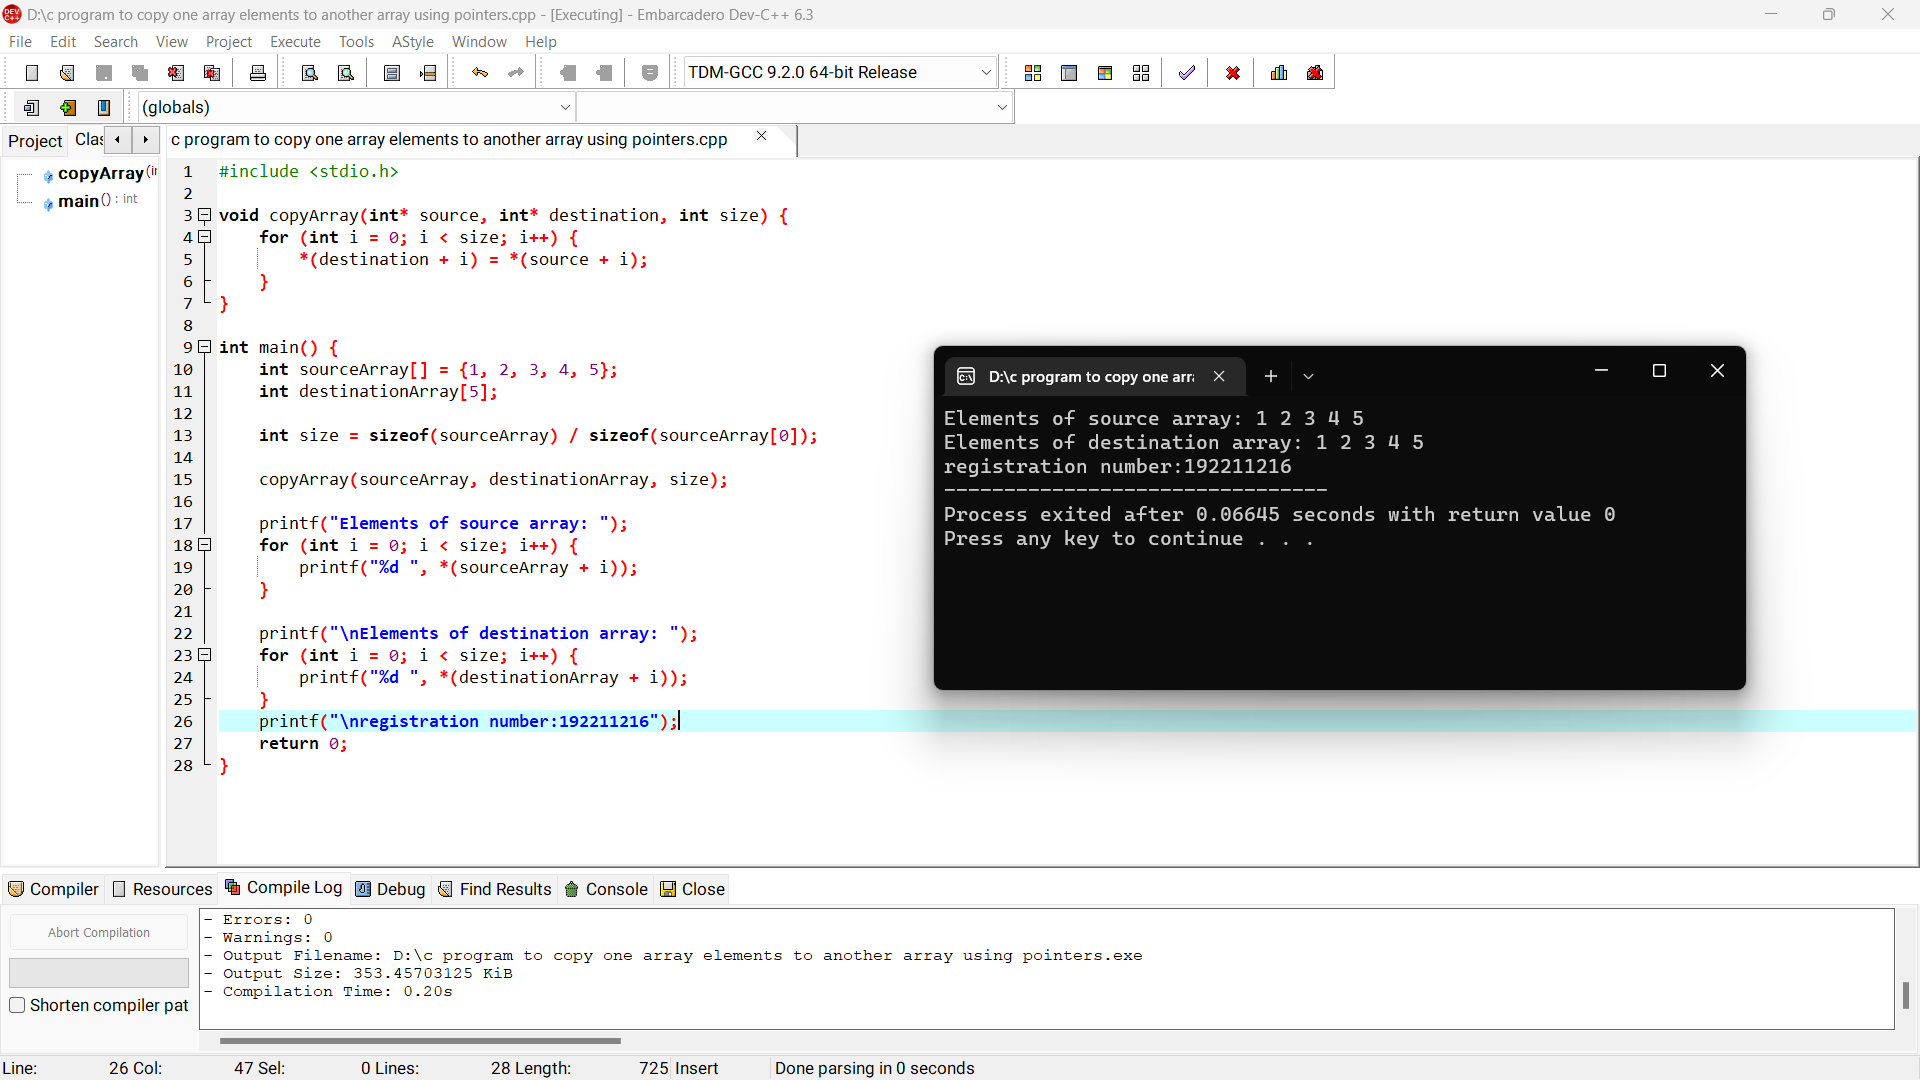 D:\c program to copy one array elements to another array using pointers.cpp - [Executing] - Embarcadero Dev-C++ 6.3
File Edit Search View Project Execute Tools AStyle Window Help
TDM-GCC 9.2.0 64-bit Release
(globals)
Project Clas
c program to copy one array elements to another array using pointers.cpp
copyArray (in
main () : int
1 #include <stdio.h>
2
3 void copyArray(int* source, int* destination, int size) {
4 for (int i = 0; i < size; i++) {
5 *(destination + i) = *(source + i);
6 }
7 }
8
9 int main() {
10 int sourceArray[] = {1, 2, 3, 4, 5};
11 int destinationArray[5];
12
13 int size = sizeof(sourceArray) / sizeof(sourceArray[0]);
14
15 copyArray(sourceArray, destinationArray, size);
16
17 printf("Elements of source array: ");
18 for (int i = 0; i < size; i++) {
19 printf("%d ", *(sourceArray + i));
20 }
21
22 printf("\nElements of destination array: ");
23 for (int i = 0; i < size; i++) {
24 printf("%d ", *(destinationArray + i));
25 }
26 printf("\nregistration number:192211216");
27 return 0;
28 }
D:\c program to copy one arra
Elements of source array: 1 2 3 4 5
Elements of destination array: 1 2 3 4 5
registration number:192211216
--------------------------------
Process exited after 0.06645 seconds with return value 0
Press any key to continue . . .
Compiler Resources Compile Log Debug Find Results Console Close
Abort Compilation
Shorten compiler pat
- Errors: 0
- Warnings: 0
- Output Filename: D:\c program to copy one array elements to another array using pointers.exe
- Output Size: 353.45703125 KiB
- Compilation Time: 0.20s
Line: 26 Col: 47 Sel: 0 Lines: 28 Length: 725 Insert Done parsing in 0 seconds